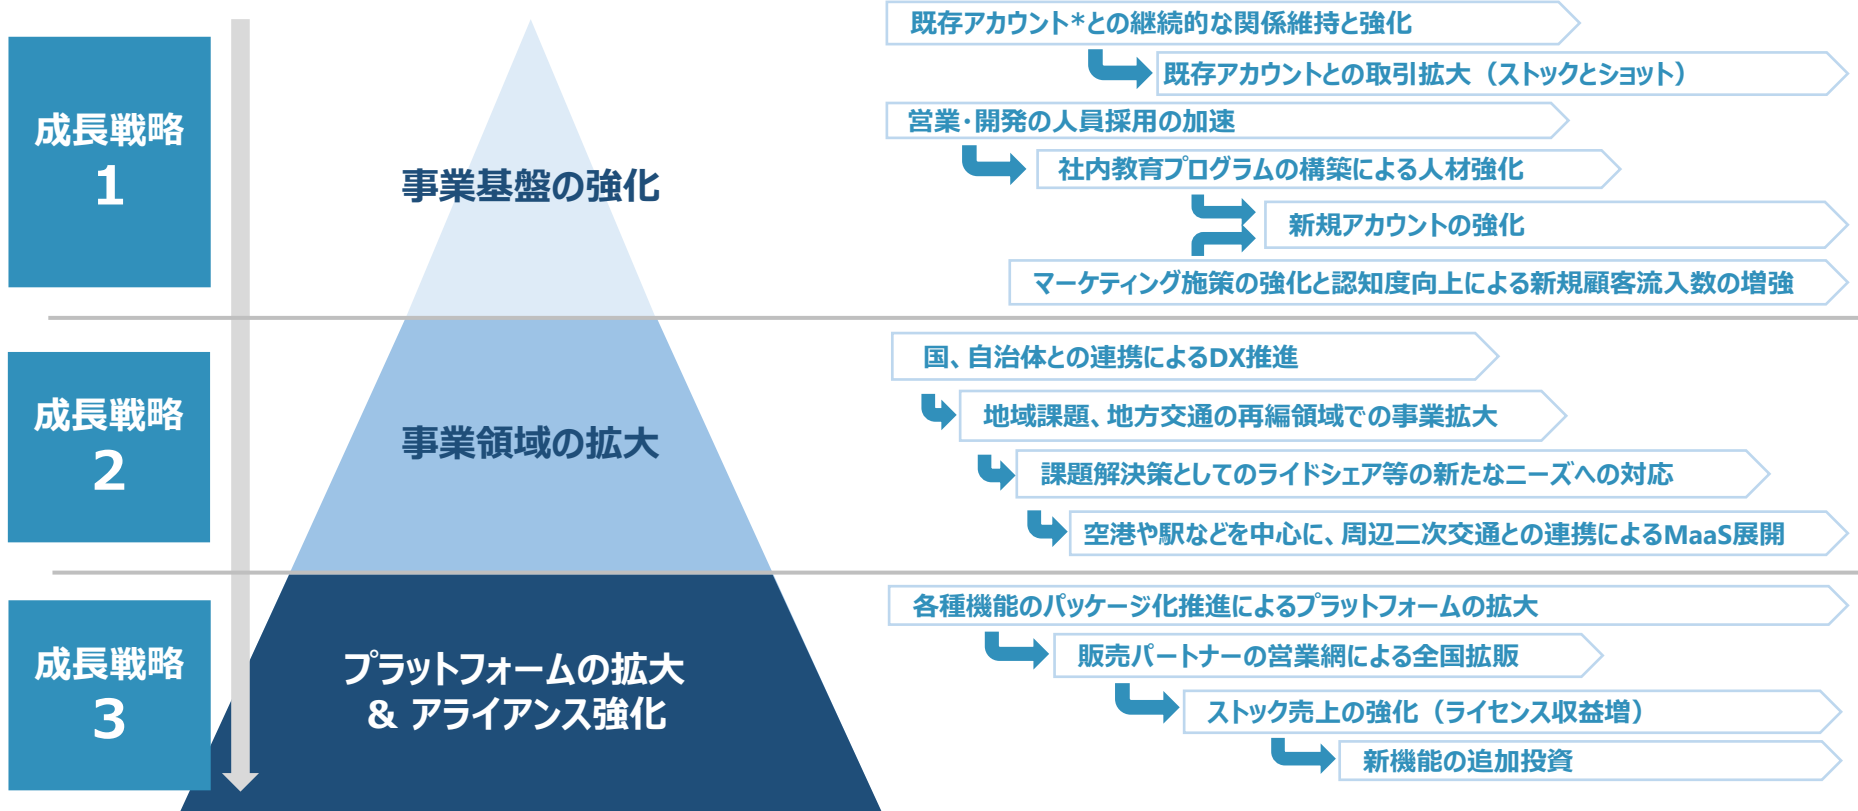 成長戦略
1
事業基盤の強化
既存アカウント*との継続的な関係維持と強化
既存アカウントとの取引拡大（ストックとショット）
営業・開発の人員採用の加速
社内教育プログラムの構築による人材強化
新規アカウントの強化
マーケティング施策の強化と認知度向上による新規顧客流入数の増強
成長戦略
2
事業領域の拡大
国、自治体との連携によるDX推進
地域課題、地方交通の再編領域での事業拡大
課題解決策としてのライドシェア等の新たなニーズへの対応
空港や駅などを中心に、周辺二次交通との連携によるMaaS展開
成長戦略
3
プラットフォームの拡大
& アライアンス強化
各種機能のパッケージ化推進によるプラットフォームの拡大
販売パートナーの営業網による全国拡販
ストック売上の強化（ライセンス収益増）
新機能の追加投資